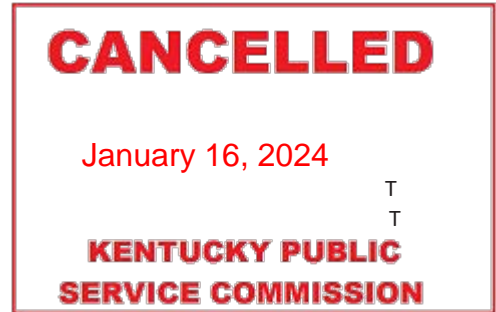 CANCELLED
January 16, 2024
T
T
KENTUCKY PUBLIC
SERVICE COMMISSION